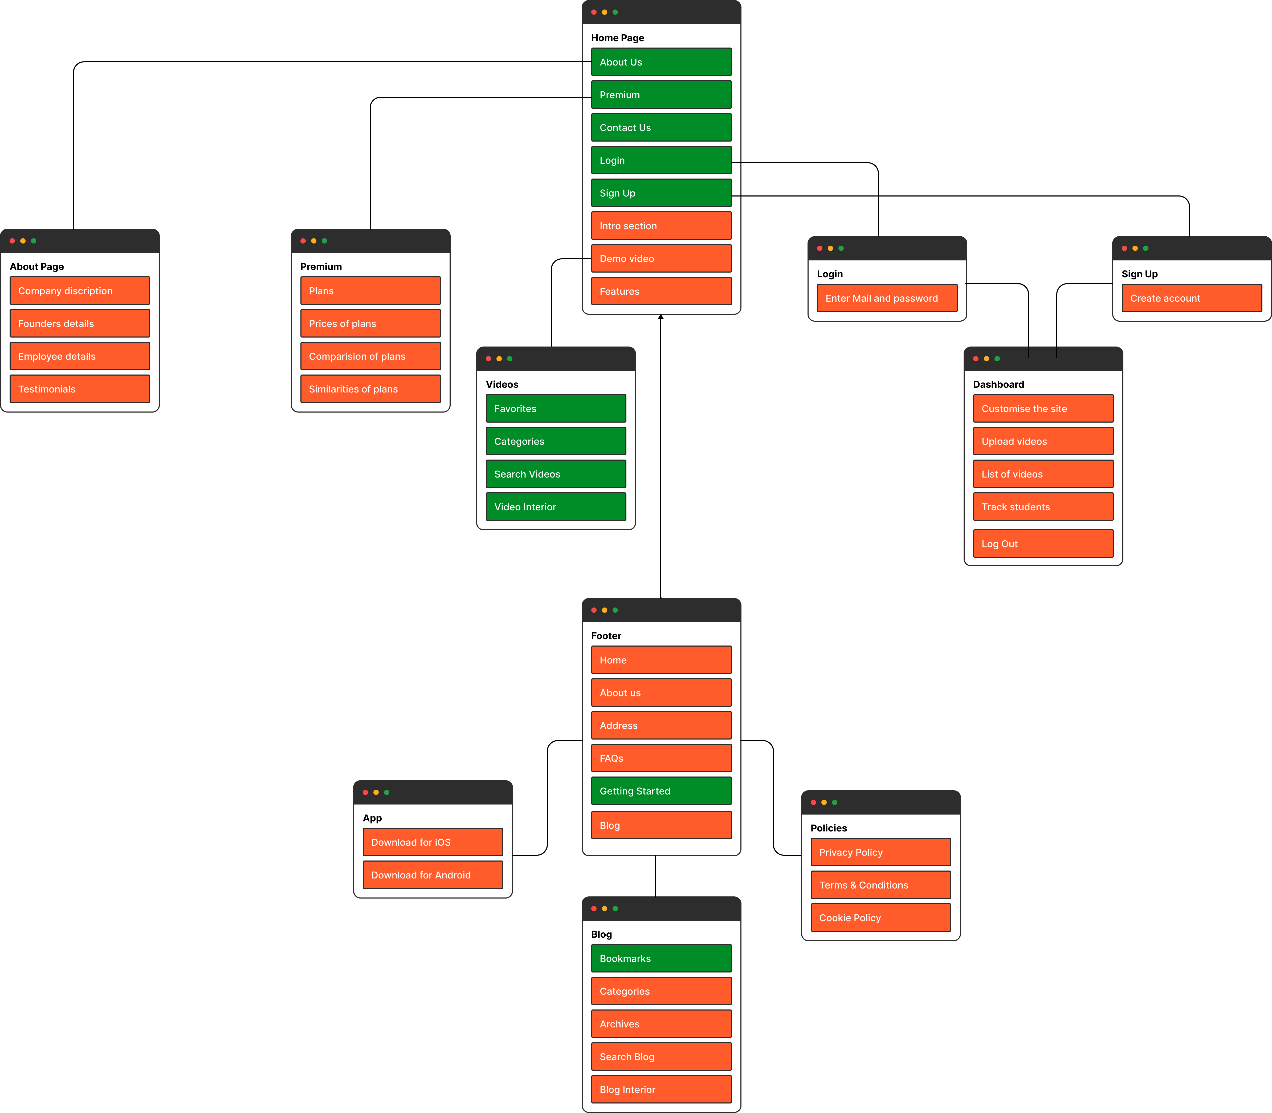 Home Page
About Us
Premium
Contact Us
Login
Sign Up
Intro section
Demo video
Features
About Page
Company discription
Founders details
Employee details
Testimonials
Premium
Plans
Prices of plans
Comparision of plans
Similarities of plans
Login
Enter Mail and password
Sign Up
Create account
Videos
Favorites
Categories
Search Videos
Video Interior
Dashboard
Customise the site
Upload videos
List of videos
Track students
Log Out
Footer
Home
About us
Address
FAQs
Getting Started
Blog
App
Download for iOS
Download for Android
Policies
Privacy Policy
Terms & Conditions
Cookie Policy
Blog
Bookmarks
Categories
Archives
Search Blog
Blog Interior